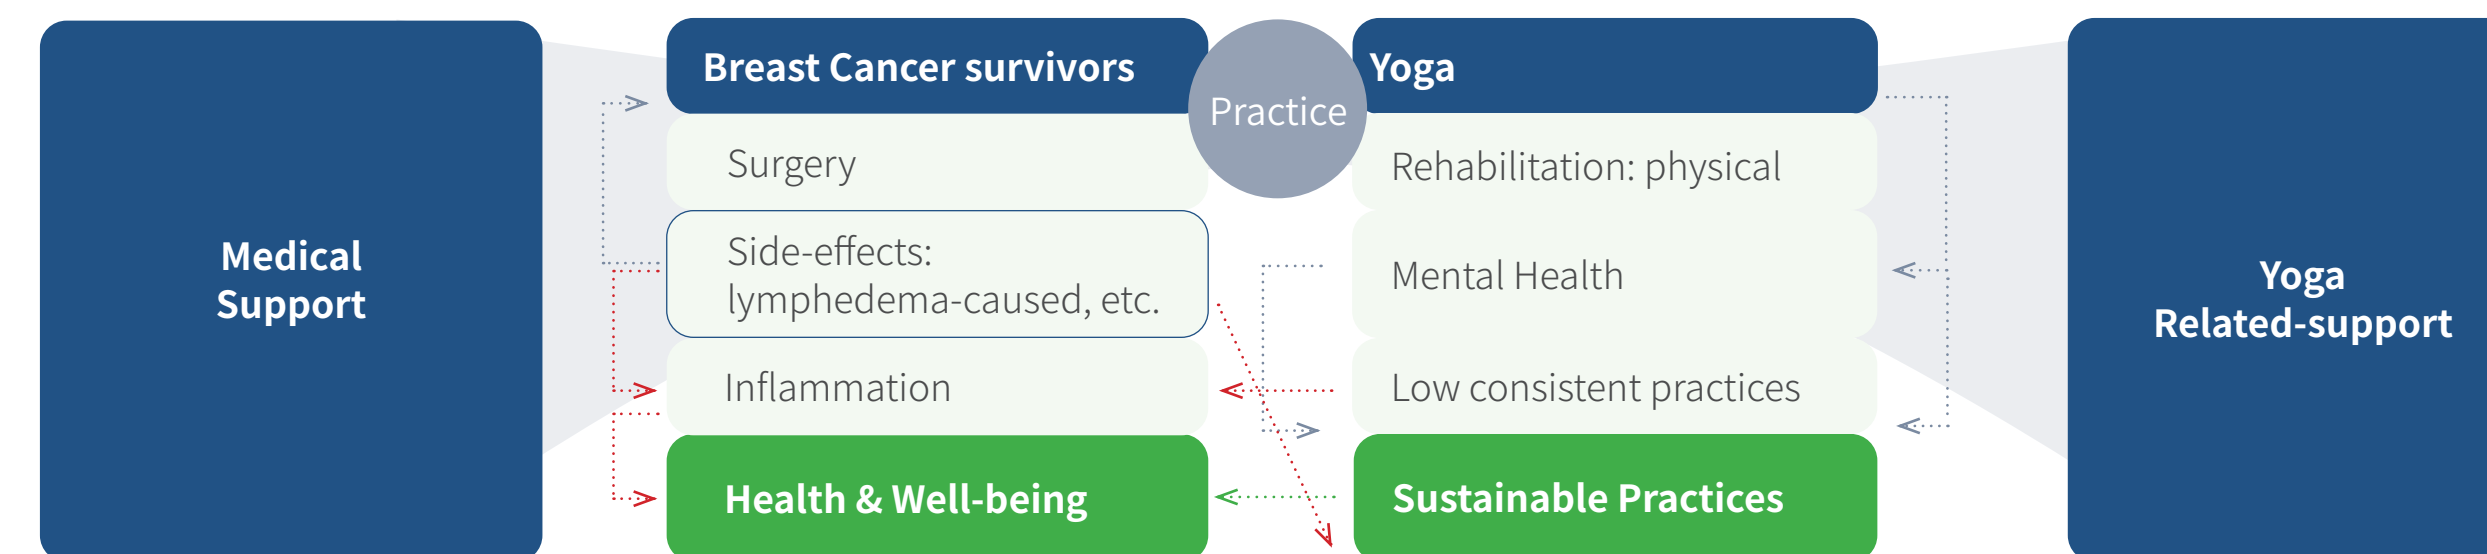 Medical
Support
Breast Cancer survivors
Surgery
Side-effects:
lymphedema-caused, etc.
Inflammation
Health & Well-being
Practice
Yoga
Rehabilitation: physical
Mental Health
Low consistent practices
Sustainable Practices
Yoga
Related-support